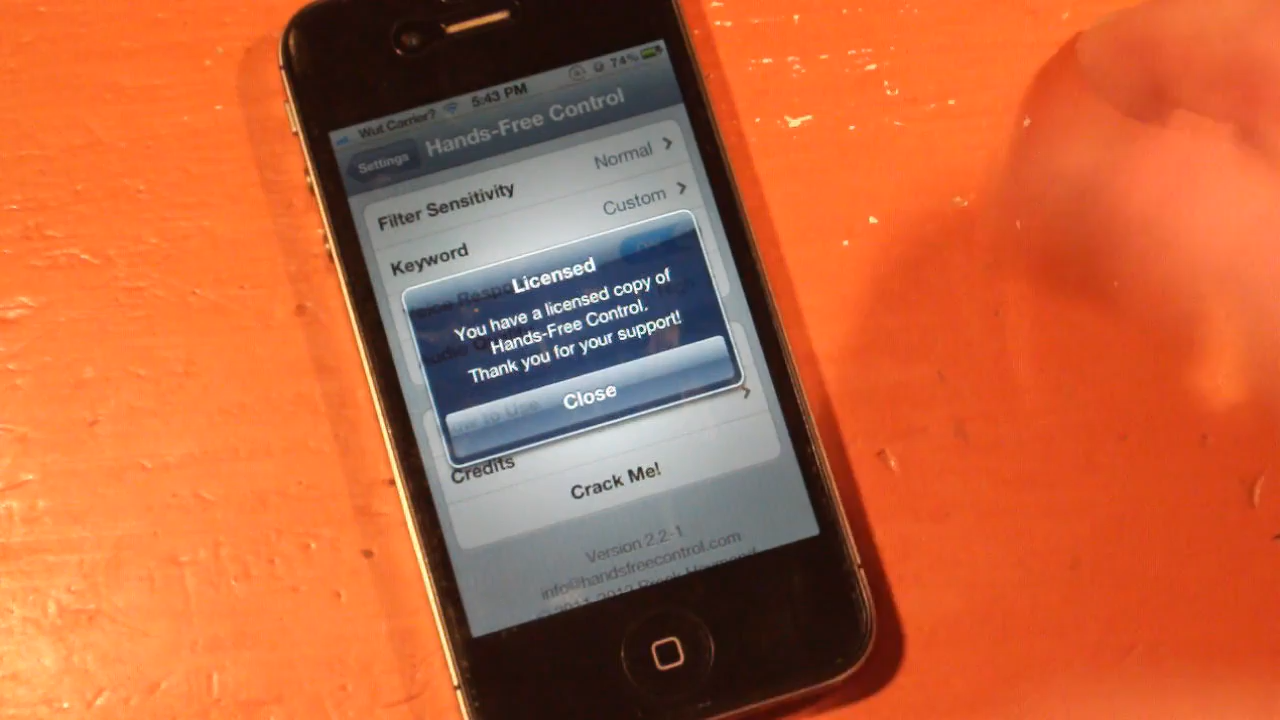 Wut Carrier? 5:43 PM 74%
Settings Hands-Free Control
Filter Sensitivity Normal
Keyword Custom
Licensed
You have a licensed copy of
Hands-Free Control.
Thank you for your support!
Close
Credits
Crack Me!
Version 2.2-1
info@handsfreecontrol.com